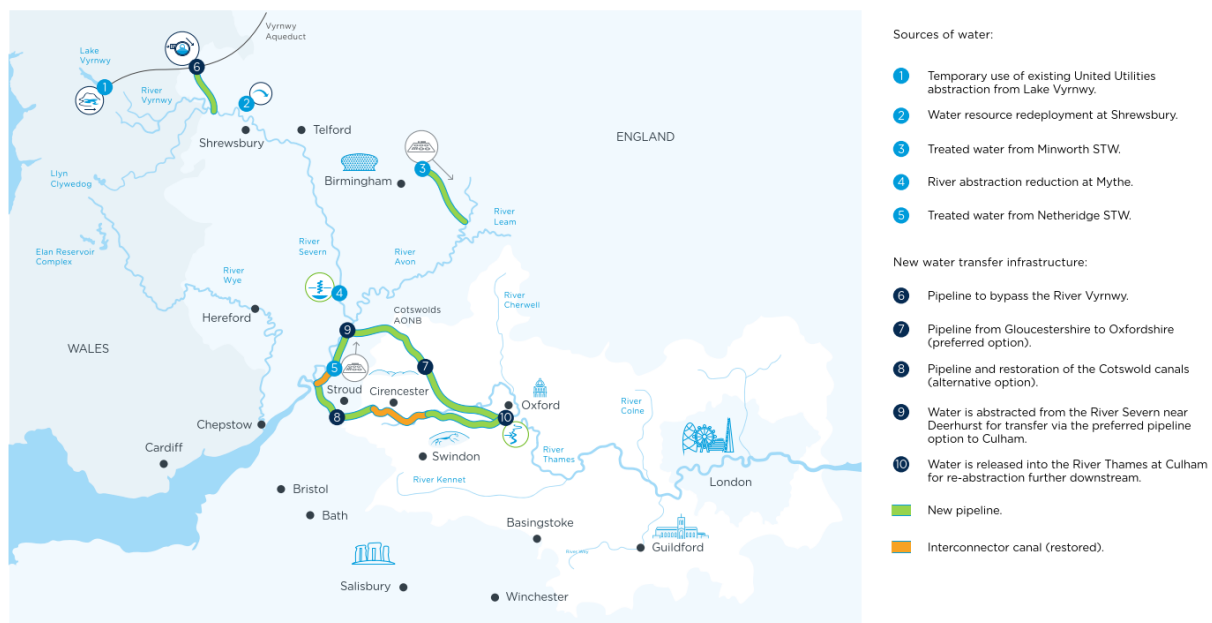 Vyrnwy
Aqueduct
Lake
Vyrnwy
6
1
River
Vyrnwy
2
Shrewsbury
Telford
ENGLAND
Birmingham
3
Llyn
Clywedog
River
Leam
Elan Reservoir
Complex
River
Severn
River
Avon
River
Wye
4
River
Cherwell
Hereford
Cotswolds
AONB
9
WALES
5
7
Stroud
Cirencester
8
10
Oxford
River
Colne
Chepstow
Cardiff
Swindon
River
Thames
River Kennet
London
Bristol
Bath
Basingstoke
River Wey
Guildford
Salisbury
Winchester
Sources of water:
1 Temporary use of existing United Utilities
abstraction from Lake Vyrnwy.
2 Water resource redeployment at Shrewsbury.
3 Treated water from Minworth STW.
4 River abstraction reduction at Mythe.
5 Treated water from Netheridge STW.
New water transfer infrastructure:
6 Pipeline to bypass the River Vyrnwy.
7 Pipeline from Gloucestershire to Oxfordshire
(preferred option).
8 Pipeline and restoration of the Cotswold canals
(alternative option).
9 Water is abstracted from the River Severn near
Deerhurst for transfer via the preferred pipeline
option to Culham.
10 Water is released into the River Thames at Culham
for re-abstraction further downstream.
New pipeline.
Interconnector canal (restored).